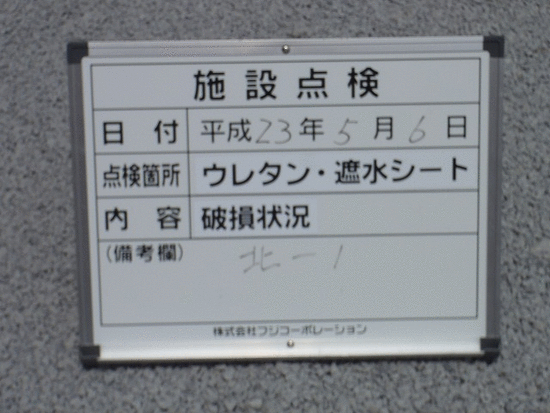 施設点検
日付 平成23年5月6日
点検箇所 ウレタン・遮水シート
内容 破損状況
(備考欄) 北-1
株式会社フジコーポレーション